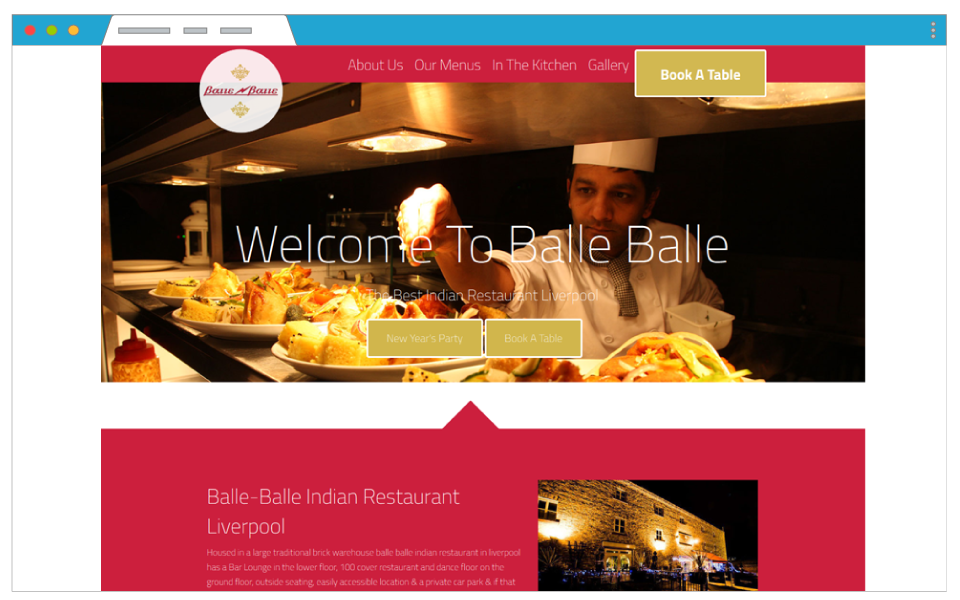 About Us Our Menus In The Kitchen Gallery Book A Table
Balle Balle
Welcome To Balle Balle
The Best Indian Restaurant Liverpool
New Year's Party Book A Table
Balle-Balle Indian Restaurant
Liverpool
Housed in a large traditional brick warehouse balle balle indian restaurant in liverpool
has a Bar Lounge in the lower floor, 100 cover restaurant and dance floor on the
ground floor, outside seating, easily accessible location & a private car park & if that